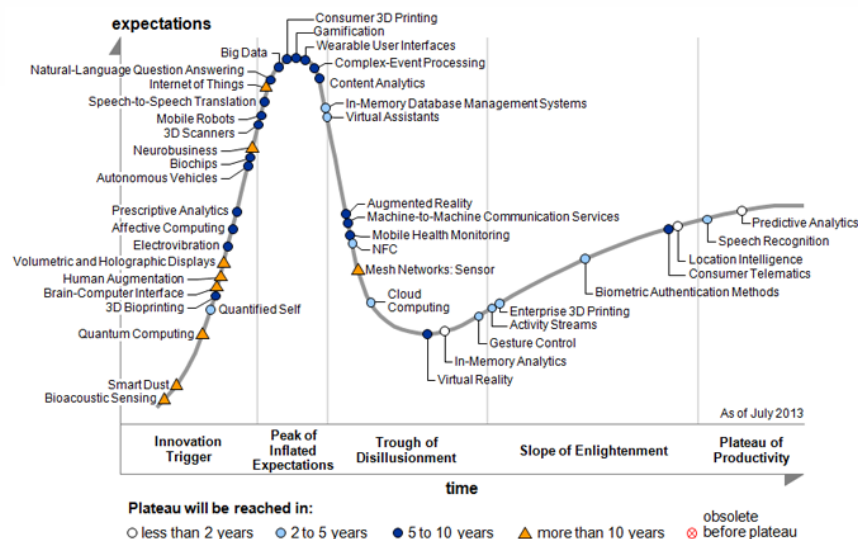 expectations
Consumer 3D Printing
Gamification
Wearable User Interfaces
Big Data
Complex-Event Processing
Natural-Language Question Answering
Content Analytics
Internet of Things
Speech-to-Speech Translation
In-Memory Database Management Systems
Mobile Robots
Virtual Assistants
3D Scanners
Neurobusiness
Biochips
Autonomous Vehicles
Augmented Reality
Prescriptive Analytics
Machine-to-Machine Communication Services
Affective Computing
Mobile Health Monitoring
Electrovibration
NFC
Volumetric and Holographic Displays
Mesh Networks: Sensor
Human Augmentation
Brain-Computer Interface
3D Bioprinting
Quantified Self
Cloud
Computing
Quantum Computing
Predictive Analytics
Speech Recognition
Location Intelligence
Consumer Telematics
Biometric Authentication Methods
Enterprise 3D Printing
Activity Streams
Gesture Control
In-Memory Analytics
Virtual Reality
Smart Dust
Bioacoustic Sensing
As of July 2013
Innovation
Trigger
Peak of
Inflated
Expectations
Trough of
Disillusionment
Slope of Enlightenment
Plateau of
Productivity
time
Plateau will be reached in:
less than 2 years
2 to 5 years
5 to 10 years
more than 10 years
obsolete
before plateau